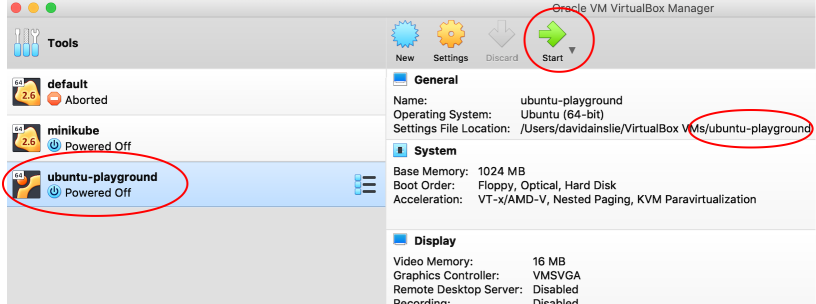 Oracle VM VirtualBox Manager
Tools
New
Settings
Discard
Start
64
2.6
default
Aborted
64
2.6
minikube
Powered Off
64
ubuntu-playground
Powered Off
General
Name: ubuntu-playground
Operating System: Ubuntu (64-bit)
Settings File Location: /Users/davidainslie/VirtualBox VMs/ubuntu-playground
System
Base Memory: 1024 MB
Boot Order: Floppy, Optical, Hard Disk
Acceleration: VT-x/AMD-V, Nested Paging, KVM Paravirtualization
Display
Video Memory: 16 MB
Graphics Controller: VMSVGA
Remote Desktop Server: Disabled
Recording: Disabled